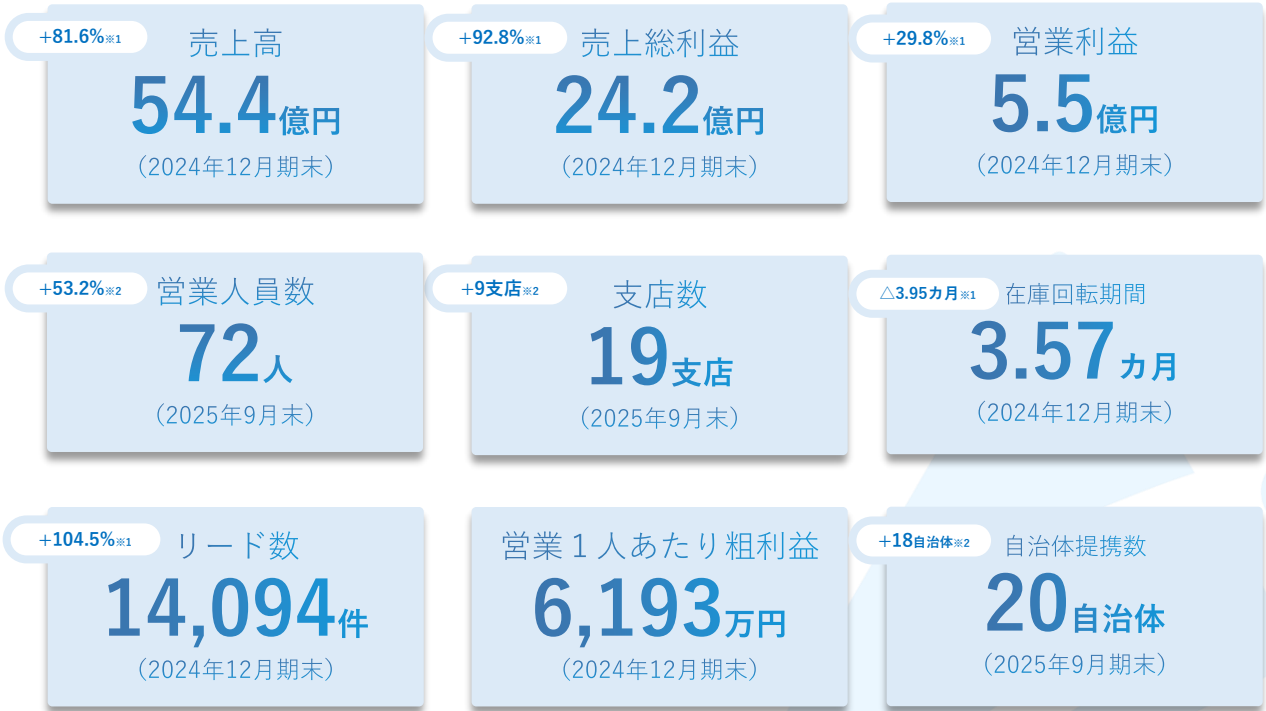 +81.6%※1
売上高
54.4億円
（2024年12月期末）
+92.8%※1
売上総利益
24.2億円
（2024年12月期末）
+29.8%※1
営業利益
5.5億円
（2024年12月期末）
+53.2%※2
営業人員数
72人
（2025年9月末）
+9支店※2
支店数
19支店
（2025年9月末）
△3.95カ月※1
在庫回転期間
3.57カ月
（2024年12月期末）
+104.5%※1
リード数
14,094件
（2024年12月期末）
営業１人あたり粗利益
6,193万円
（2024年12月期末）
+18自治体※2
自治体提携数
20自治体
（2025年9月期末）